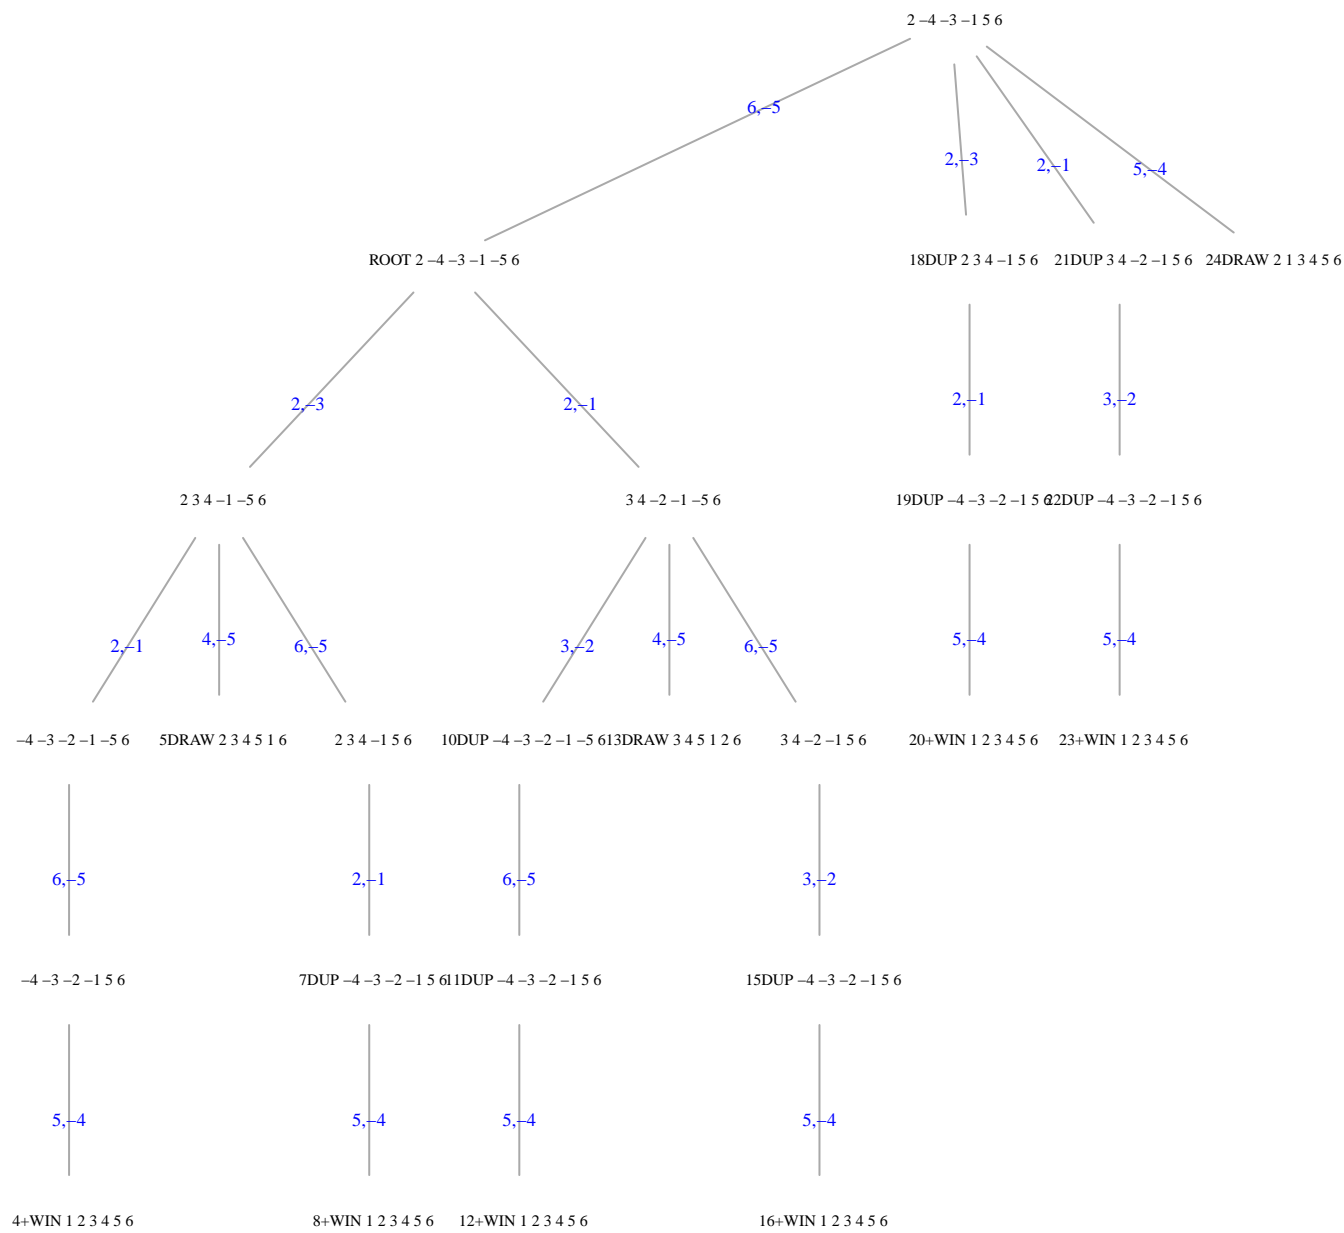 2 –4 –3 –1 5 6
6,–5
2,–3
2,–1
5,–4
ROOT 2 –4 –3 –1 –5 6
18DUP 2 3 4 –1 5 6
21DUP 3 4 –2 –1 5 6
24DRAW 2 1 3 4 5 6
2,–3
2,–1
2,–1
3,–2
2 3 4 –1 –5 6
3 4 –2 –1 –5 6
19DUP –4 –3 –2 –1 5 6
22DUP –4 –3 –2 –1 5 6
2,–1
4,–5
6,–5
3,–2
4,–5
6,–5
5,–4
5,–4
–4 –3 –2 –1 –5 6
5DRAW 2 3 4 5 1 6
2 3 4 –1 5 6
10DUP –4 –3 –2 –1 –5 6
13DRAW 3 4 5 1 2 6
3 4 –2 –1 5 6
20+WIN 1 2 3 4 5 6
23+WIN 1 2 3 4 5 6
6,–5
2,–1
6,–5
3,–2
–4 –3 –2 –1 5 6
7DUP –4 –3 –2 –1 5 6
11DUP –4 –3 –2 –1 5 6
15DUP –4 –3 –2 –1 5 6
5,–4
5,–4
5,–4
5,–4
4+WIN 1 2 3 4 5 6
8+WIN 1 2 3 4 5 6
12+WIN 1 2 3 4 5 6
16+WIN 1 2 3 4 5 6